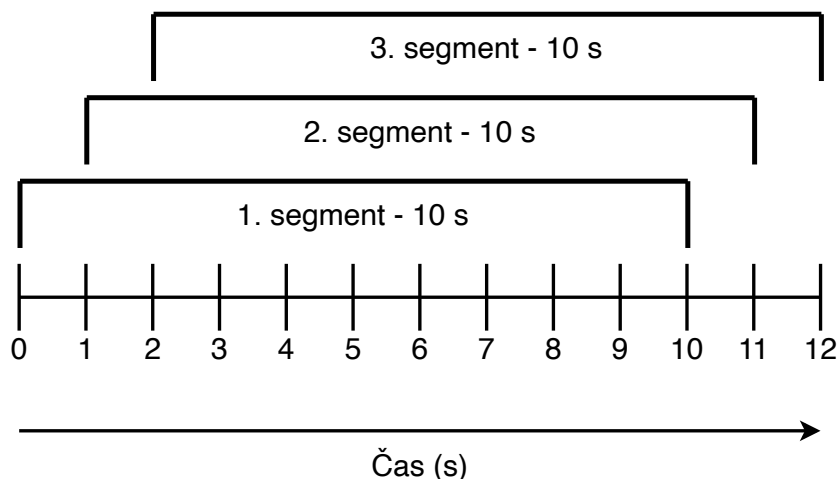 3. segment - 10 s
2. segment - 10 s
1. segment - 10 s
0 1 2 3 4 5 6 7 8 9 10 11 12
Čas (s)